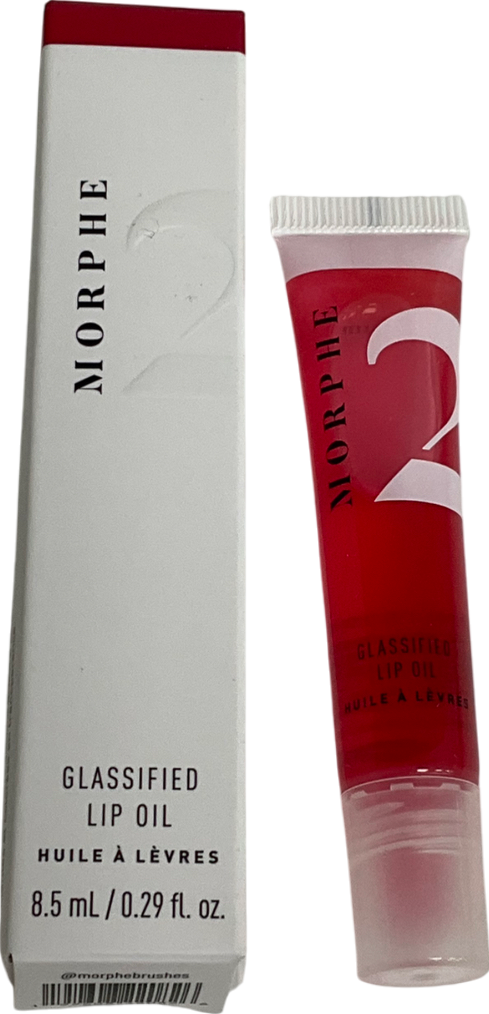 MORPHE
2
GLASSIFIED
LIP OIL
HUILE À LÈVRES
8.5 mL / 0.29 fl. oz.
@morphebrushes
MORPHE
2
GLASSIFIED
LIP OIL
HUILE À LÈVRES